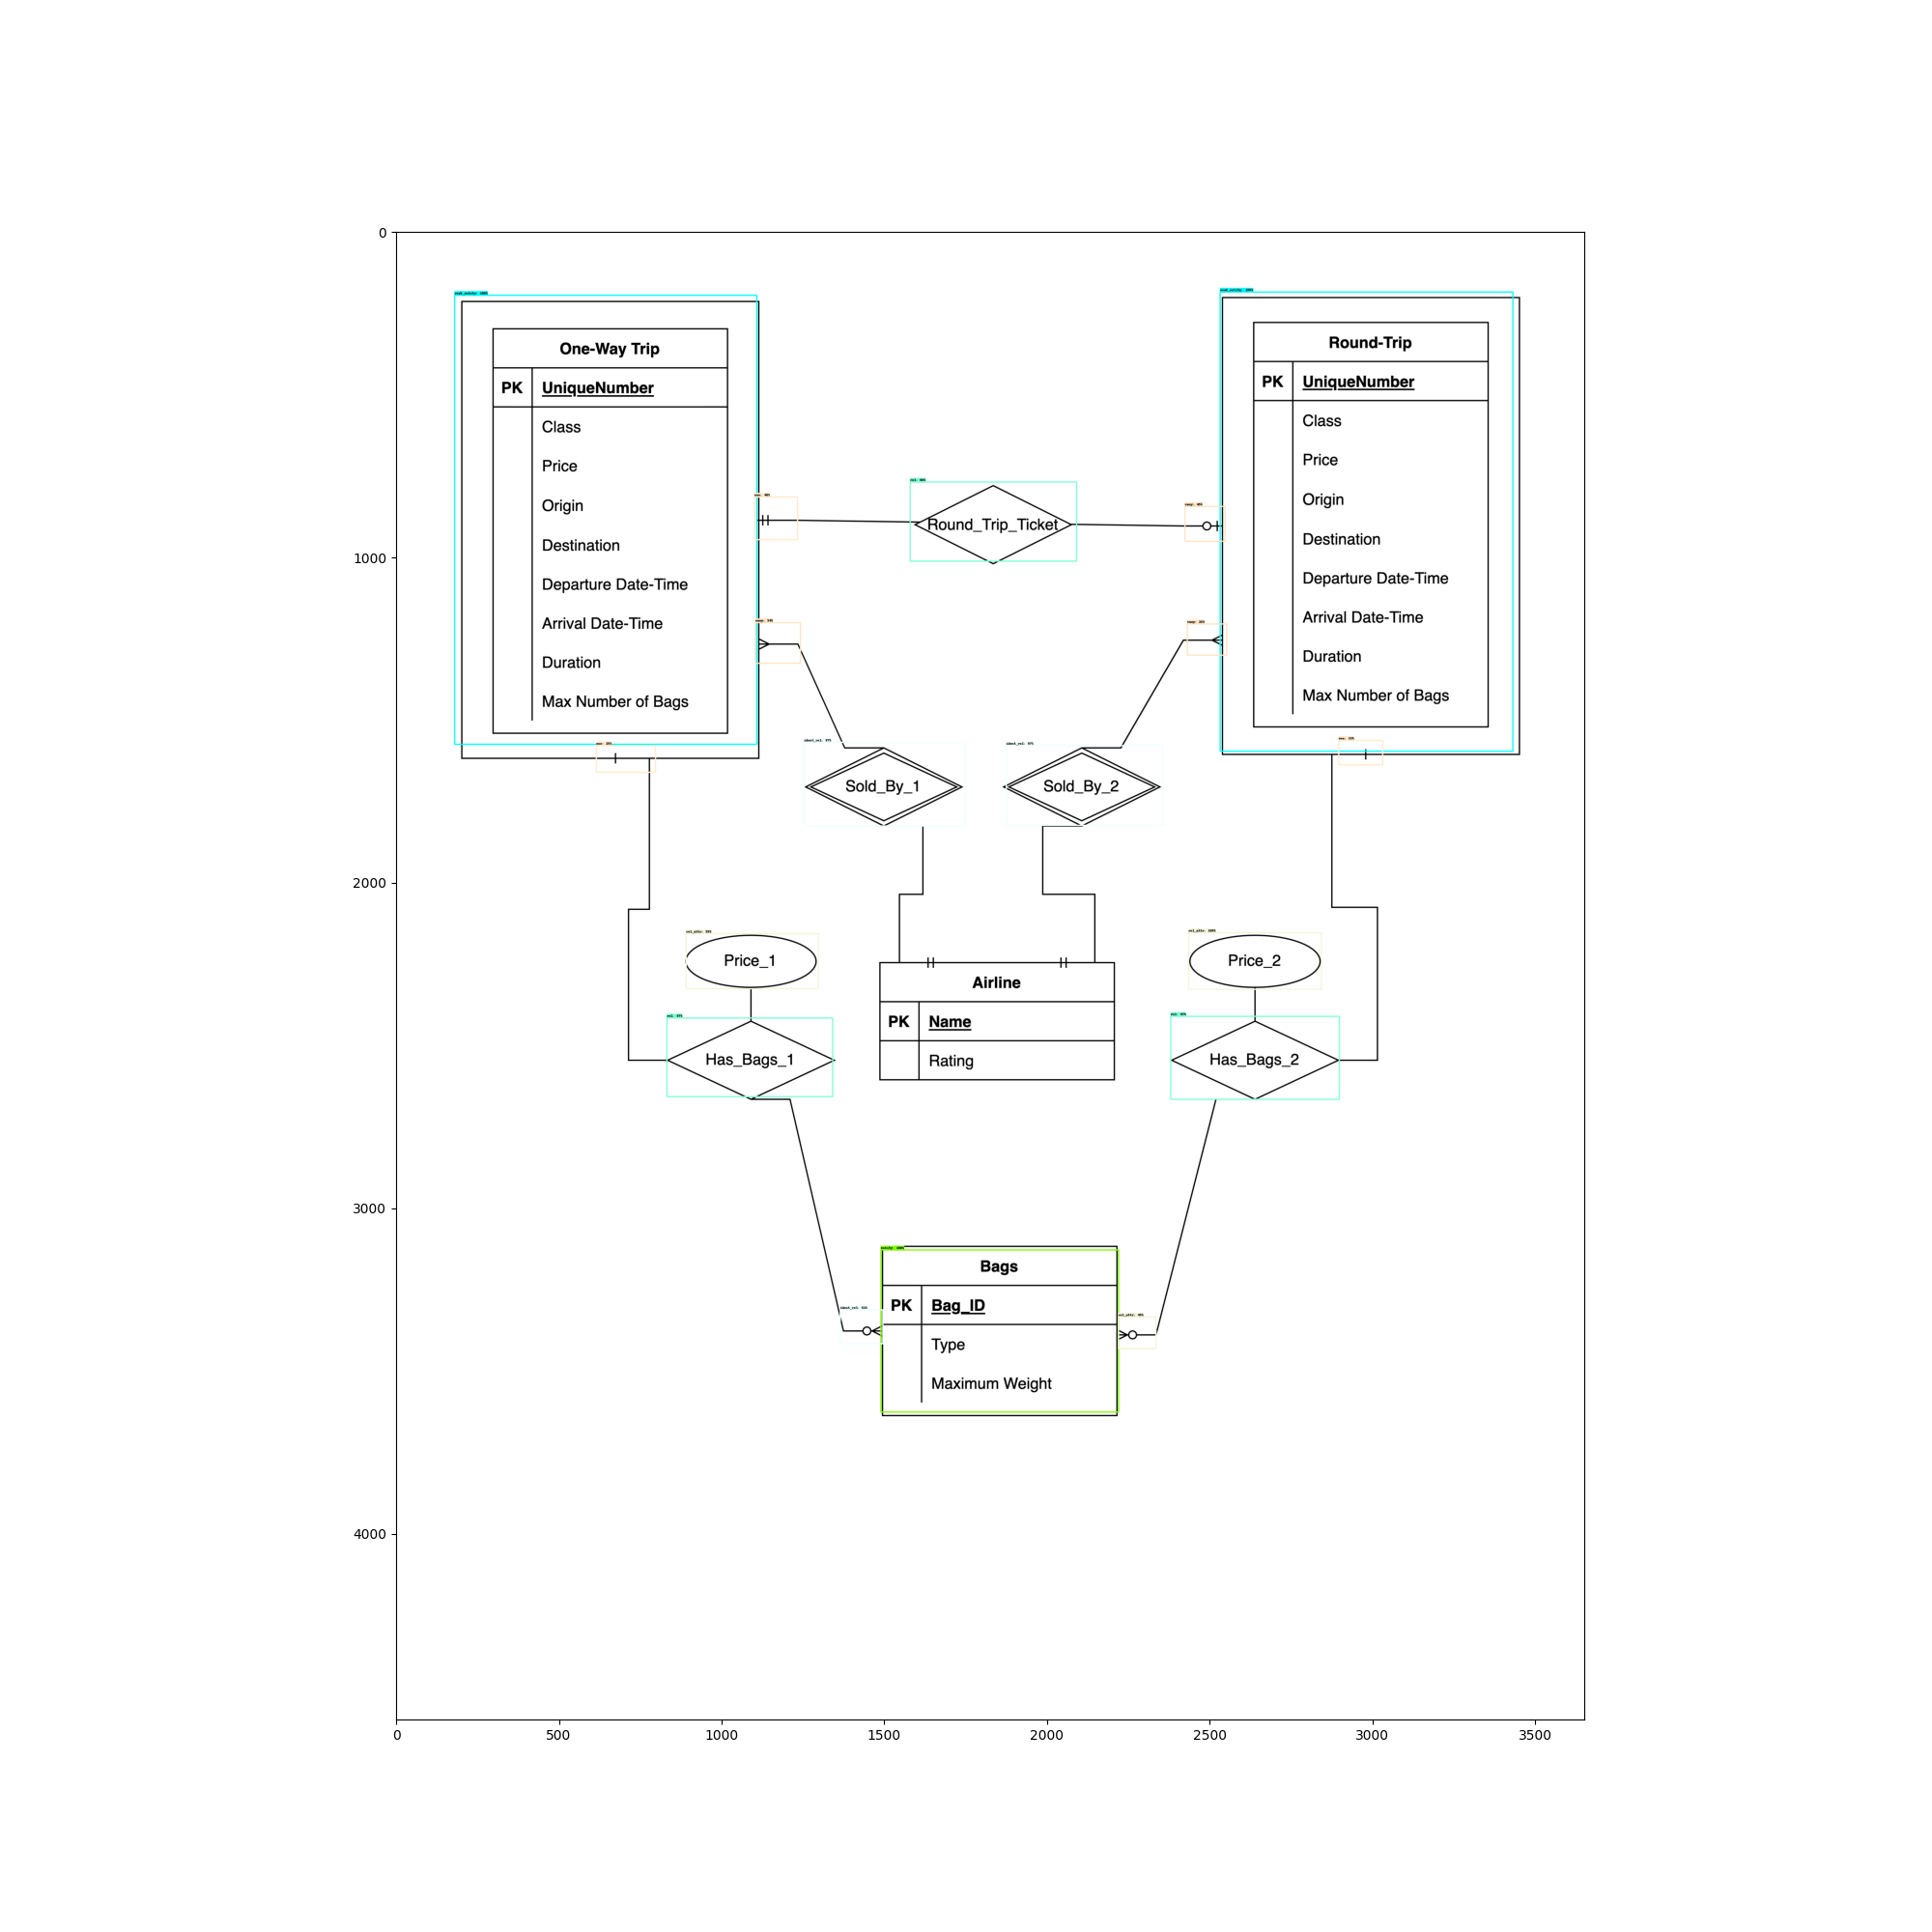 0
One-Way Trip
PK UniqueNumber
Class
Price
Origin
Destination
Departure Date-Time
Arrival Date-Time
Duration
Max Number of Bags
Round-Trip
PK UniqueNumber
Class
Price
Origin
Destination
Departure Date-Time
Arrival Date-Time
Duration
Max Number of Bags
Round_Trip_Ticket
1000
Sold_By_1
Sold_By_2
2000
Price_1
Price_2
Airline
PK Name
Rating
Has_Bags_1
Has_Bags_2
3000
Bags
PK Bag_ID
Type
Maximum Weight
4000
0 500 1000 1500 2000 2500 3000 3500